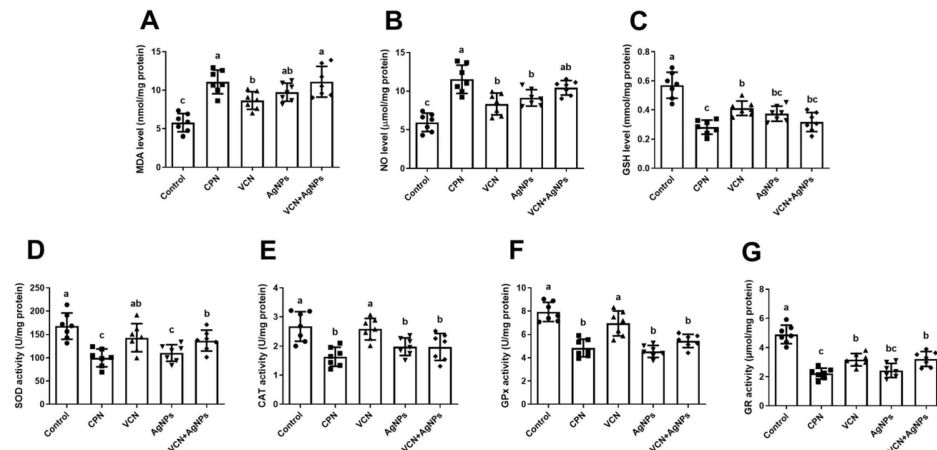 A
MDA level (nmol/mg protein)
15
10
5
0
c
a
b
ab
a
Control
CPN
VCN
AgNPs
VCN+AgNPs
B
NO level (μmol/mg protein)
15
10
5
0
c
a
b
b
ab
Control
CPN
VCN
AgNPs
VCN+AgNPs
C
GSH level (nmol/mg protein)
0.8
0.6
0.4
0.2
0.0
a
c
b
bc
bc
Control
CPN
VCN
AgNPs
VCN+AgNPs
D
SOD activity (U/mg protein)
250
200
150
100
50
0
a
c
ab
c
b
Control
CPN
VCN
AgNPs
VCN+AgNPs
E
CAT activity (U/mg protein)
4
3
2
1
0
a
b
a
b
b
Control
CPN
VCN
AgNPs
VCN+AgNPs
F
GPx activity (U/mg protein)
10
8
6
4
2
0
a
b
a
b
b
Control
CPN
VCN
AgNPs
VCN+AgNPs
G
GR activity (μmol/mg protein)
8
6
4
2
0
a
c
b
bc
b
Control
CPN
VCN
AgNPs
VCN+AgNPs